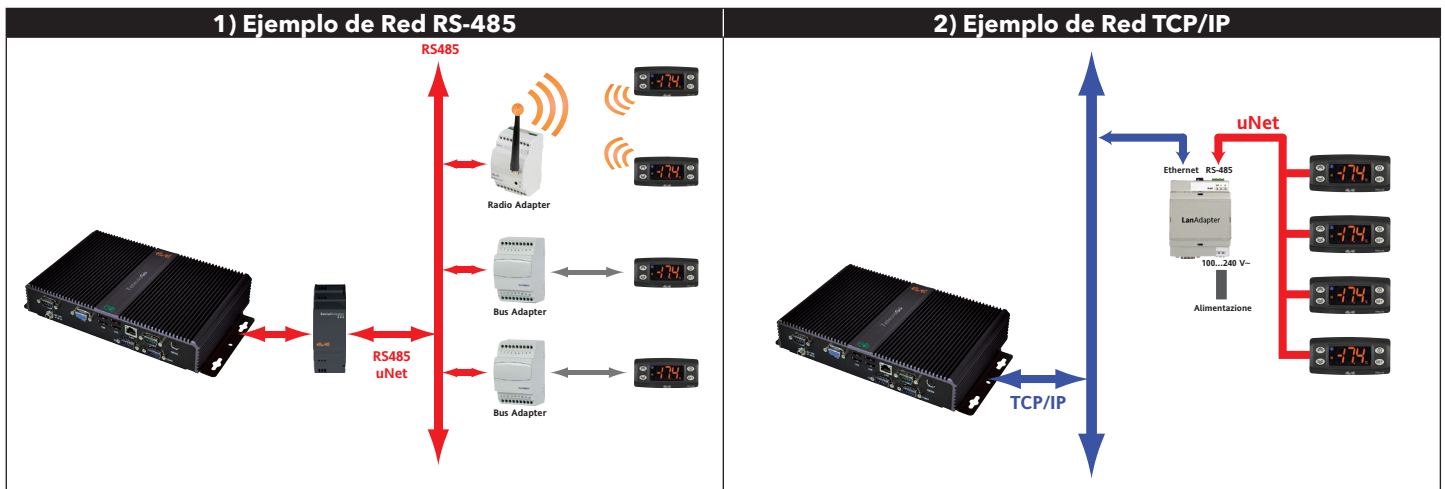 1) Ejemplo de Red RS-485
RS485
Radio Adapter
Bus Adapter
RS485
uNet
Bus Adapter
2) Ejemplo de Red TCP/IP
uNet
Ethernet RS-485
LanAdapter
100...240 V~
Alimentazione
TCP/IP